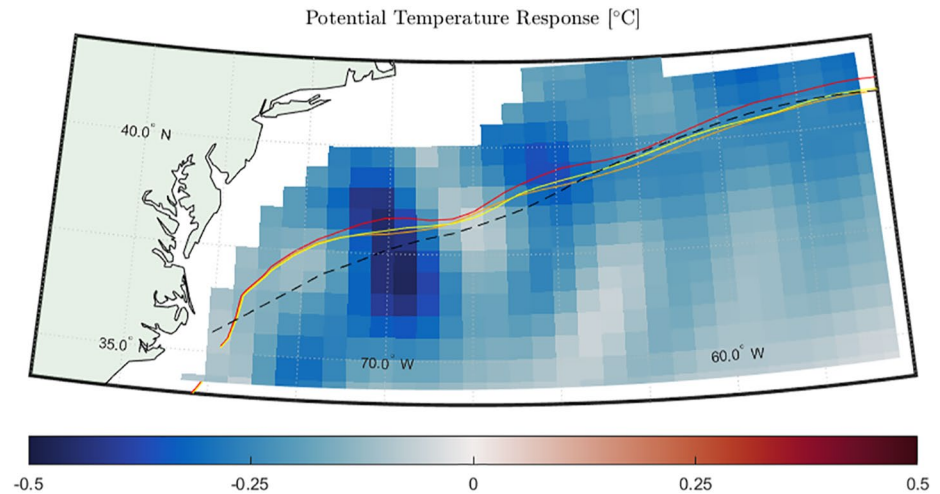 Potential Temperature Response [°C]
40.0° N
35.0° N
70.0° W
60.0° W
-0.5 -0.25 0 0.25 0.5